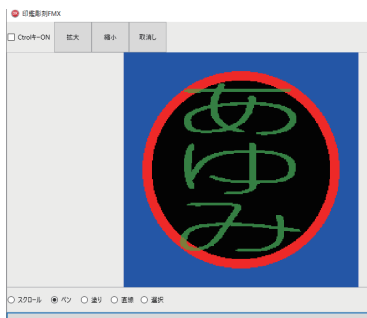 印鑑彫刻FMX
Ctrolキ-ON 拡大 縮小 取消し
あゆみ
スクロール ペン 塗り 直線 選択